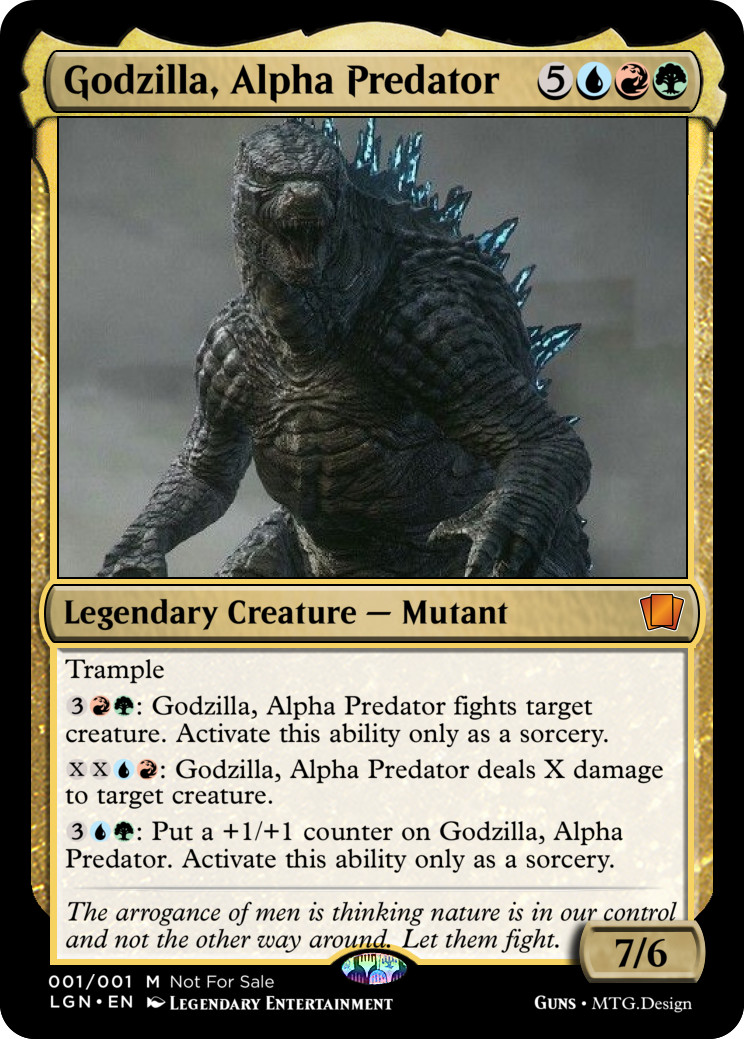 Godzilla, Alpha Predator 5
Legendary Creature — Mutant
Trample
3 : Godzilla, Alpha Predator fights target
creature. Activate this ability only as a sorcery.
X X : Godzilla, Alpha Predator deals X damage
to target creature.
3 : Put a +1/+1 counter on Godzilla, Alpha
Predator. Activate this ability only as a sorcery.
The arrogance of men is thinking nature is in our control
and not the other way around. Let them fight.
7/6
001/001 M Not For Sale
LGN • EN Legendary Entertainment
Guns • MTG.Design